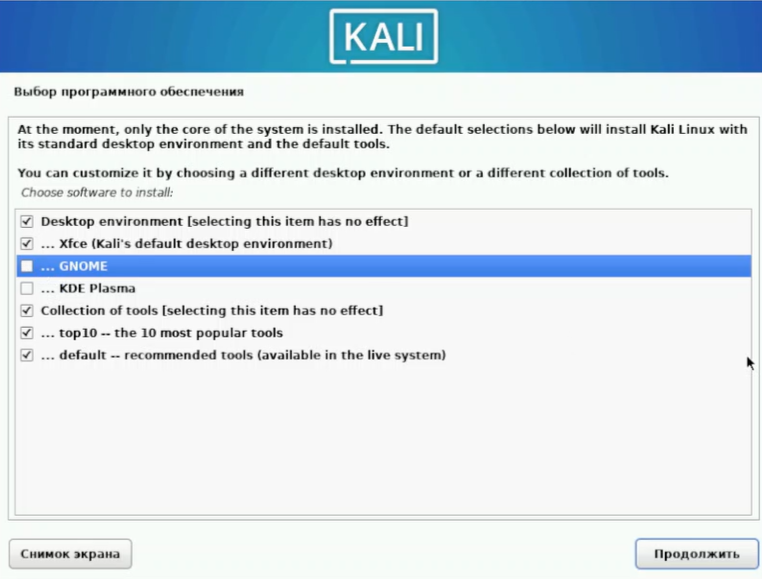 KALI
Выбор программного обеспечения
At the moment, only the core of the system is installed. The default selections below will install Kali Linux with
its standard desktop environment and the default tools.
You can customize it by choosing a different desktop environment or a different collection of tools.
Choose software to install:
Desktop environment [selecting this item has no effect]
... Xfce (Kali's default desktop environment)
... GNOME
... KDE Plasma
Collection of tools [selecting this item has no effect]
... top10 -- the 10 most popular tools
... default -- recommended tools (available in the live system)
Снимок экрана
Продолжить